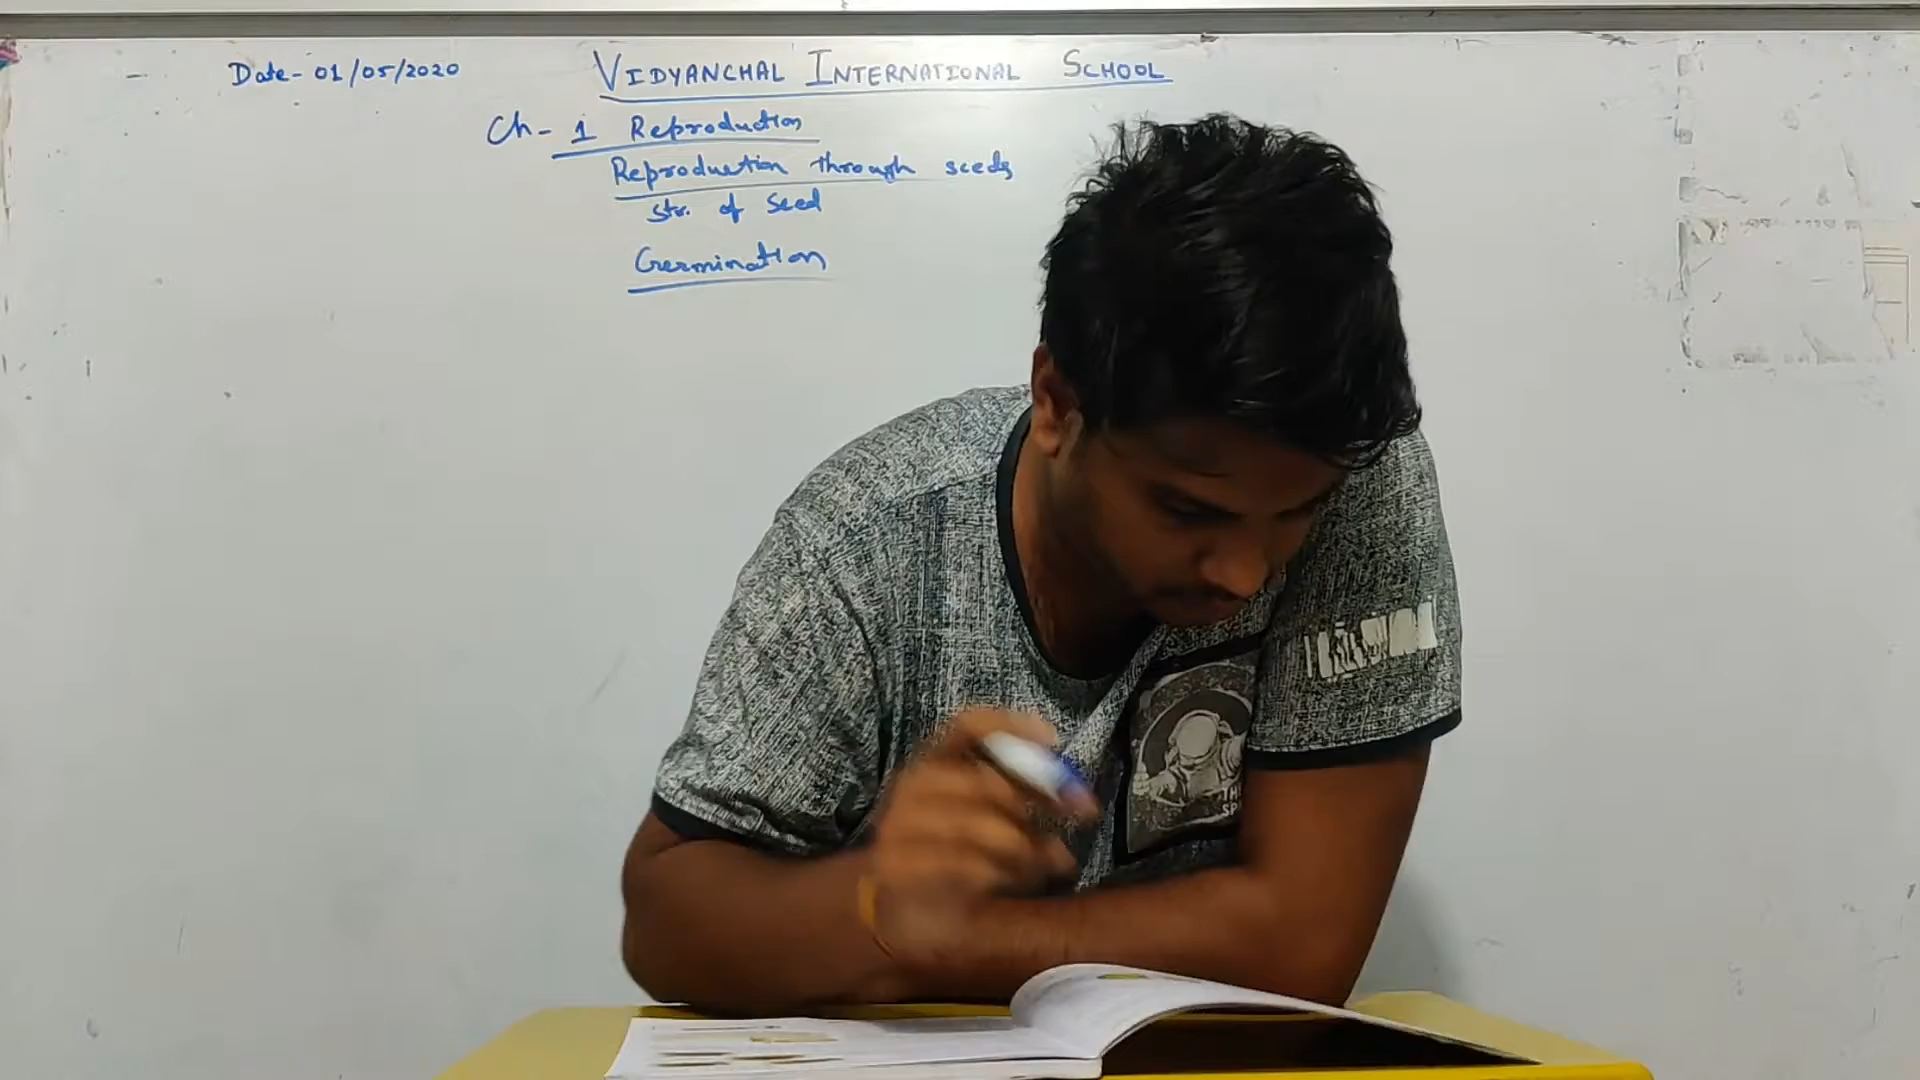 Date- 01/05/2020 VIDYANCHAL INTERNATIONAL SCHOOL
Ch- 1 Reproduction
Reproduction through seeds
Str. of Seed
Germination